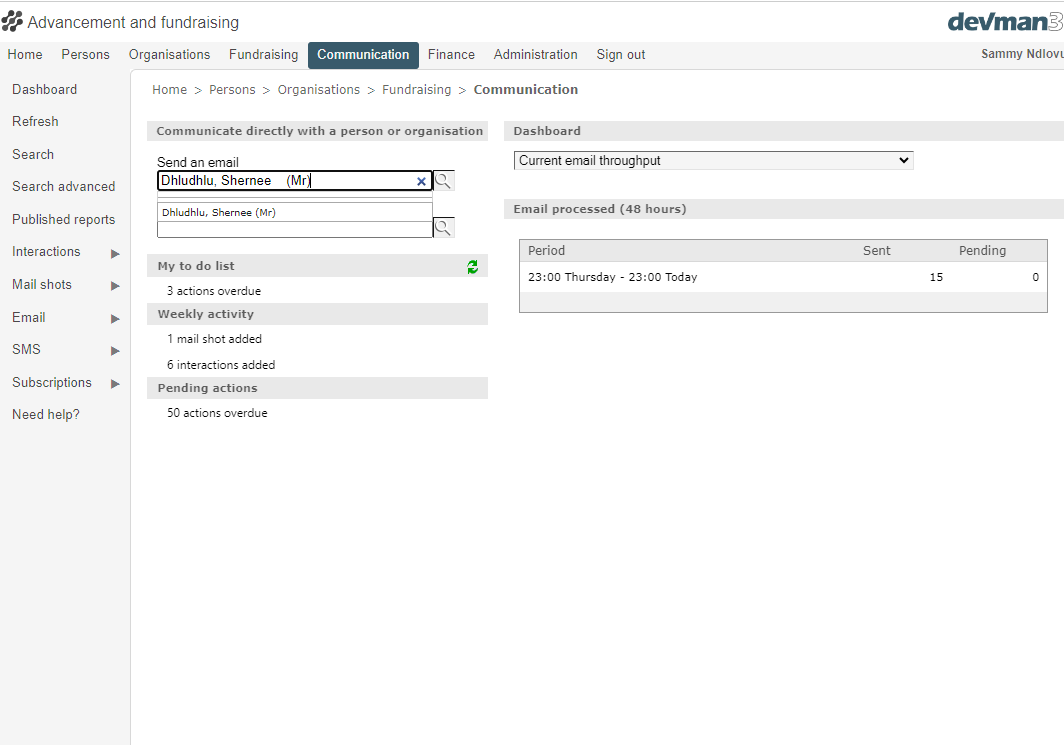 Advancement and fundraising
devman3
Home Persons Organisations Fundraising Communication Finance Administration Sign out
Sammy Ndlovu
Dashboard
Refresh
Search
Search advanced
Published reports
Interactions
Mail shots
Email
SMS
Subscriptions
Need help?
Home > Persons > Organisations > Fundraising > Communication
Communicate directly with a person or organisation
Send an email
Dhludhlu, Shernee (Mr)
Dhludhlu, Shernee (Mr)
My to do list
3 actions overdue
Weekly activity
1 mail shot added
6 interactions added
Pending actions
50 actions overdue
Dashboard
Current email throughput
Email processed (48 hours)
Period Sent Pending
23:00 Thursday - 23:00 Today 15 0